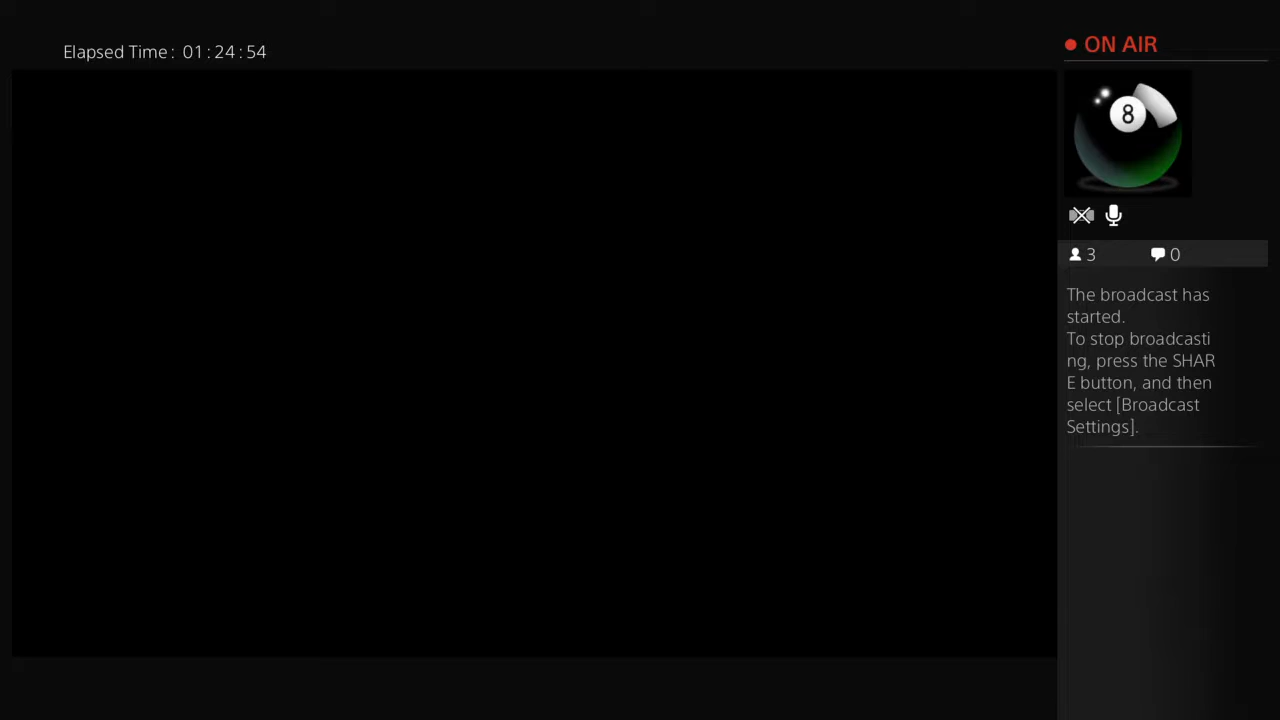 Elapsed Time: 01:24:54
ON AIR
8
3 0
The broadcast has
started.
To stop broadcasti
ng, press the SHAR
E button, and then
select [Broadcast
Settings].